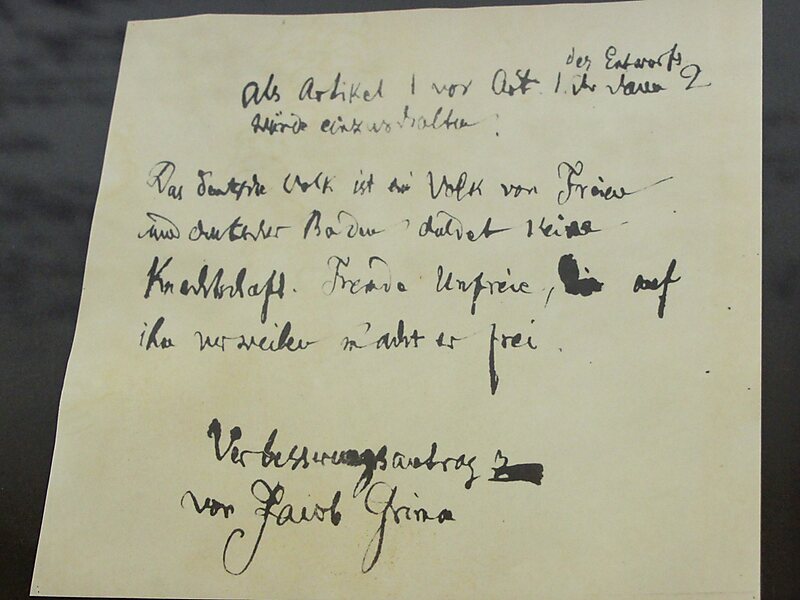 des Entwurfs
als Artikel 1 vor Art. 1. der dann 2
würde einzuschalten:
Das deutsche Volk ist ein Volk von Freien
und deutscher Boden duldet keine
Knechtschaft. Fremde Unfreie, die auf
ihm verweilen macht er frei.
Verbesserungsantrag
von Jacob Grimm